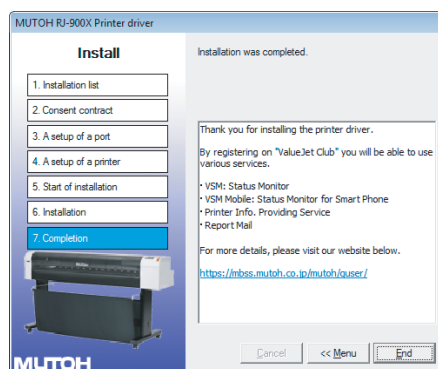 MUTOH RJ-900X Printer driver
Install
1. Installation list
2. Consent contract
3. A setup of a port
4. A setup of a printer
5. Start of installation
6. Installation
7. Completion
MUTOH
Installation was completed.
Thank you for installing the printer driver.
By registering on "ValueJet Club" you will be able to use
various services.
・VSM: Status Monitor
・VSM Mobile: Status Monitor for Smart Phone
・Printer Info. Providing Service
・Report Mail
For more details, please visit our website below.
https://mbss.mutoh.co.jp/mutoh/quser/
Cancel
<< Menu
End